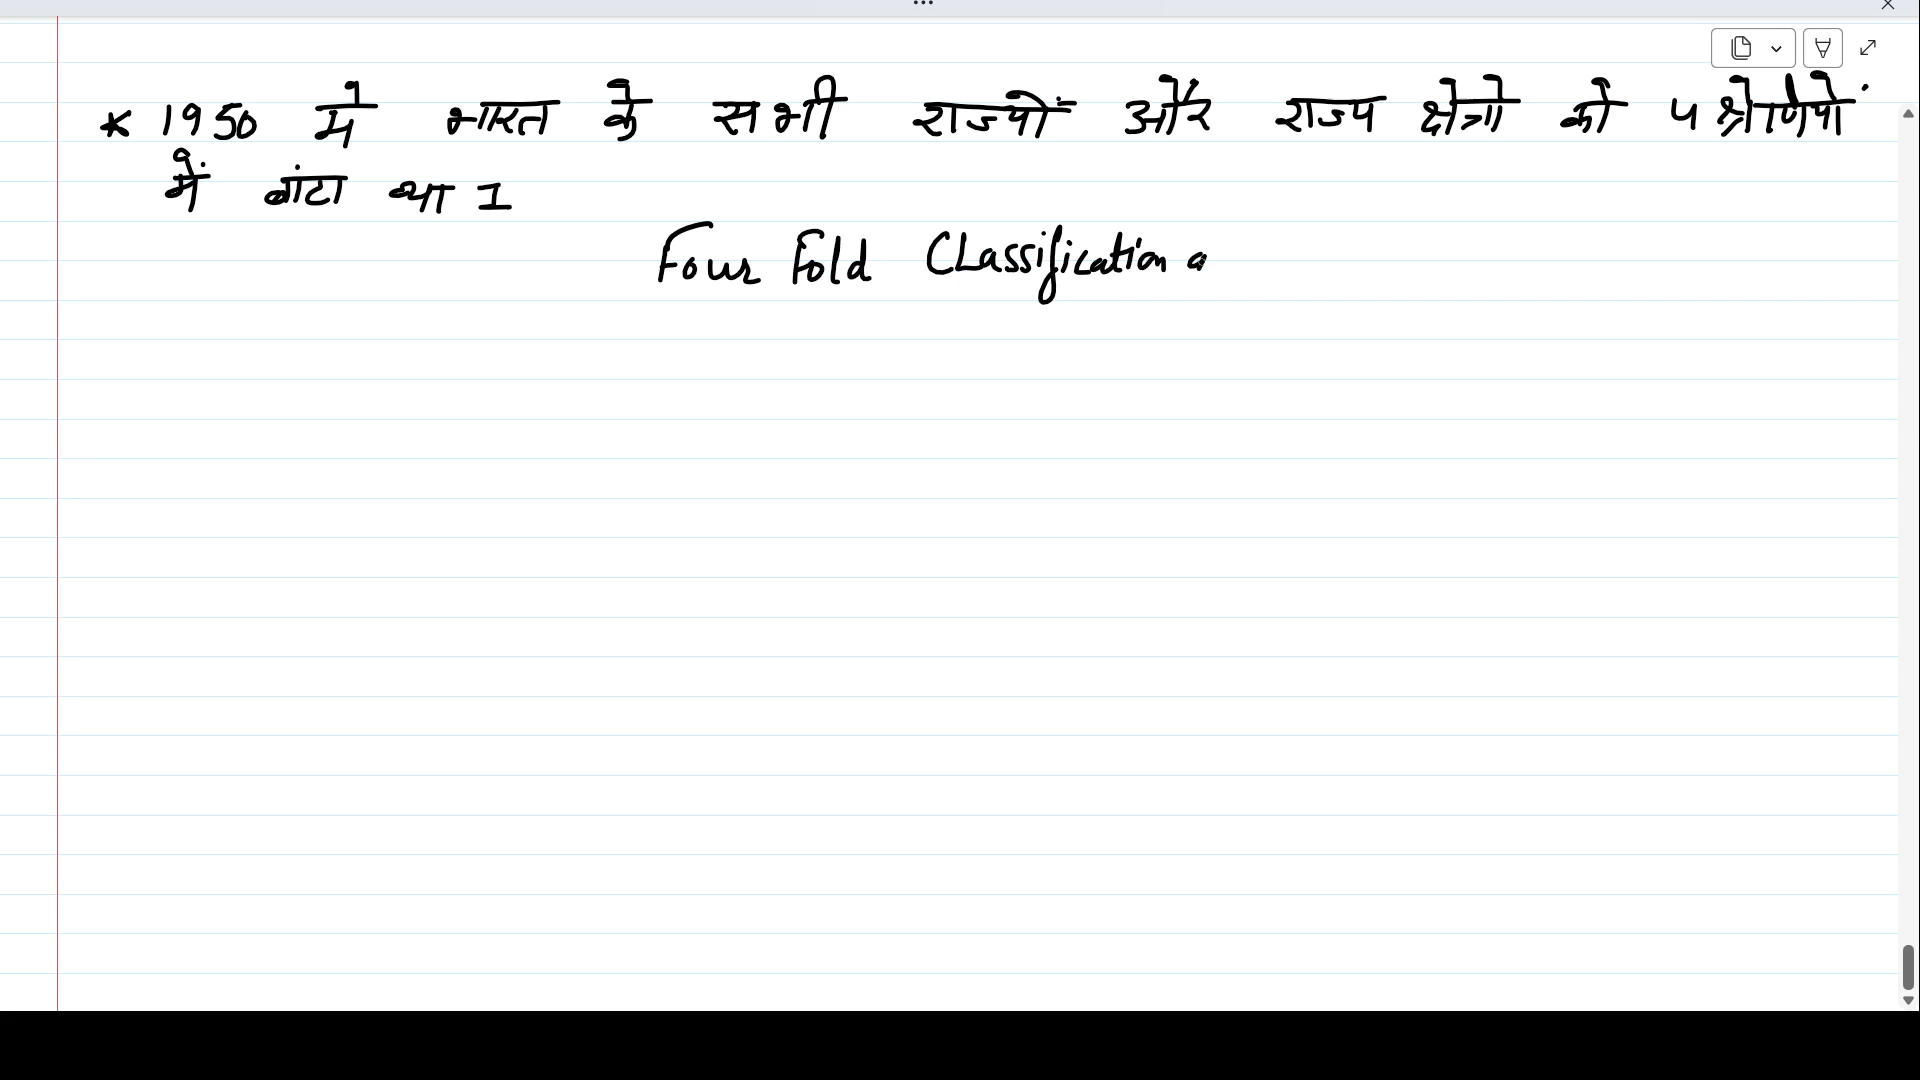 * 1950 में भारत के सभी राज्यों और राज्य क्षेत्रों को 4 श्रेणियों
में बांटा था I
Four Fold Classification